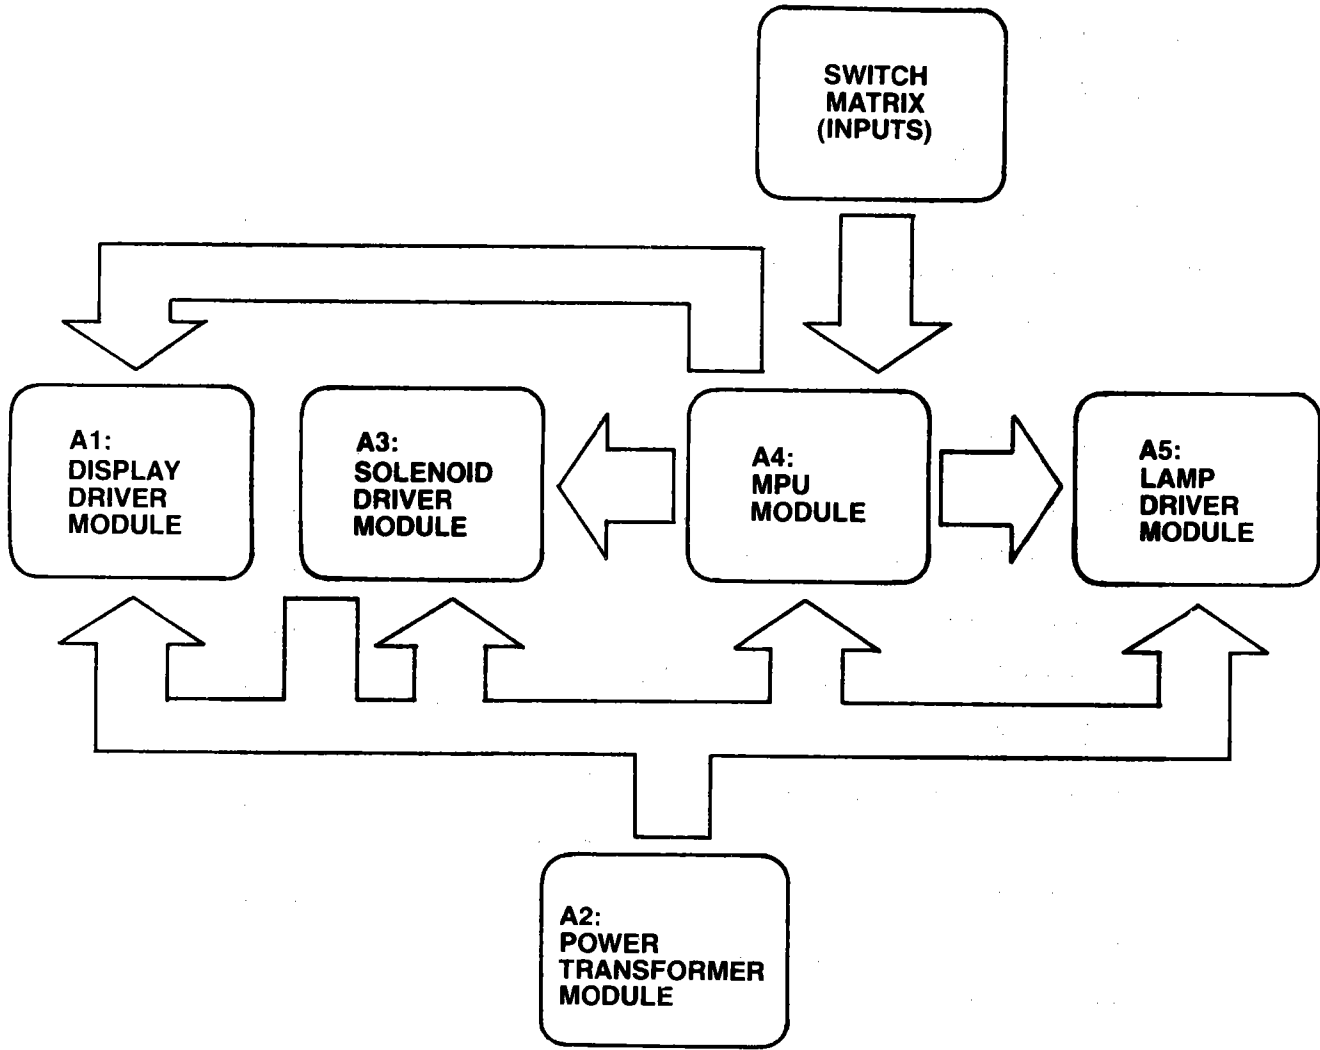 SWITCH
MATRIX
(INPUTS)
A1:
DISPLAY
DRIVER
MODULE
A3:
SOLENOID
DRIVER
MODULE
A4:
MPU
MODULE
A5:
LAMP
DRIVER
MODULE
A2:
POWER
TRANSFORMER
MODULE